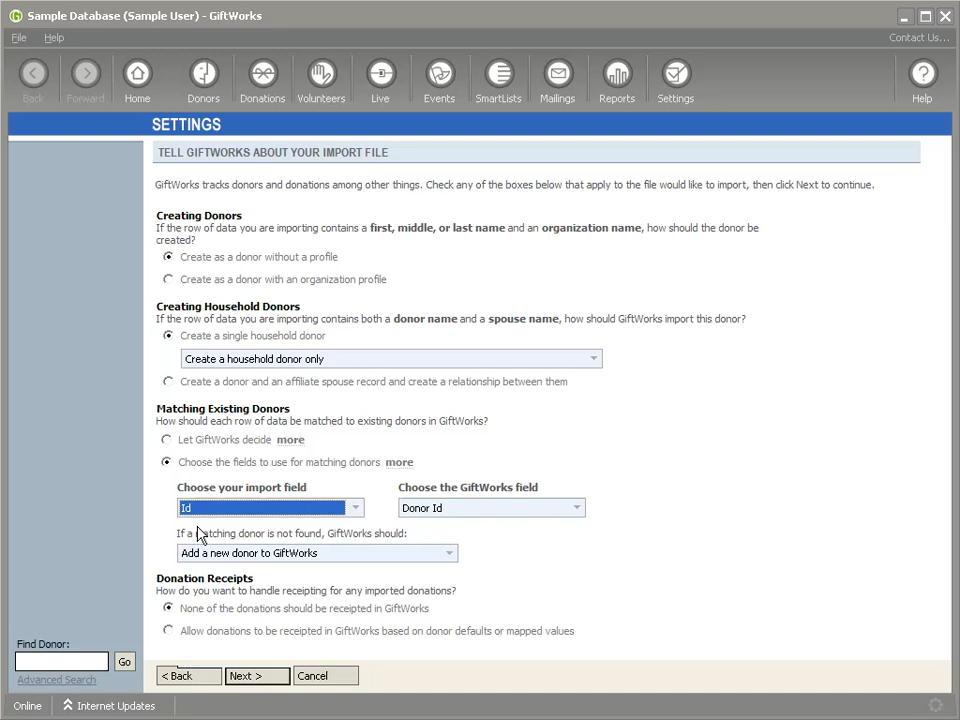 Sample Database (Sample User) - GiftWorks
File Help Contact Us...
Back Forward Home Donors Donations Volunteers Live Events SmartLists Mailings Reports Settings Help
SETTINGS
TELL GIFTWORKS ABOUT YOUR IMPORT FILE
GiftWorks tracks donors and donations among other things. Check any of the boxes below that apply to the file would like to import, then click Next to continue.
Creating Donors
If the row of data you are importing contains a first, middle, or last name and an organization name, how should the donor be
created?
Create as a donor without a profile
Create as a donor with an organization profile
Creating Household Donors
If the row of data you are importing contains both a donor name and a spouse name, how should GiftWorks import this donor?
Create a single household donor
Create a household donor only
Create a donor and an affiliate spouse record and create a relationship between them
Matching Existing Donors
How should each row of data be matched to existing donors in GiftWorks?
Let GiftWorks decide more
Choose the fields to use for matching donors more
Choose your import field Choose the GiftWorks field
Id Donor Id
If a matching donor is not found, GiftWorks should:
Add a new donor to GiftWorks
Donation Receipts
How do you want to handle receipting for any imported donations?
None of the donations should be receipted in GiftWorks
Allow donations to be receipted in GiftWorks based on donor defaults or mapped values
Find Donor:
Go
Advanced Search
< Back Next > Cancel
Online Internet Updates